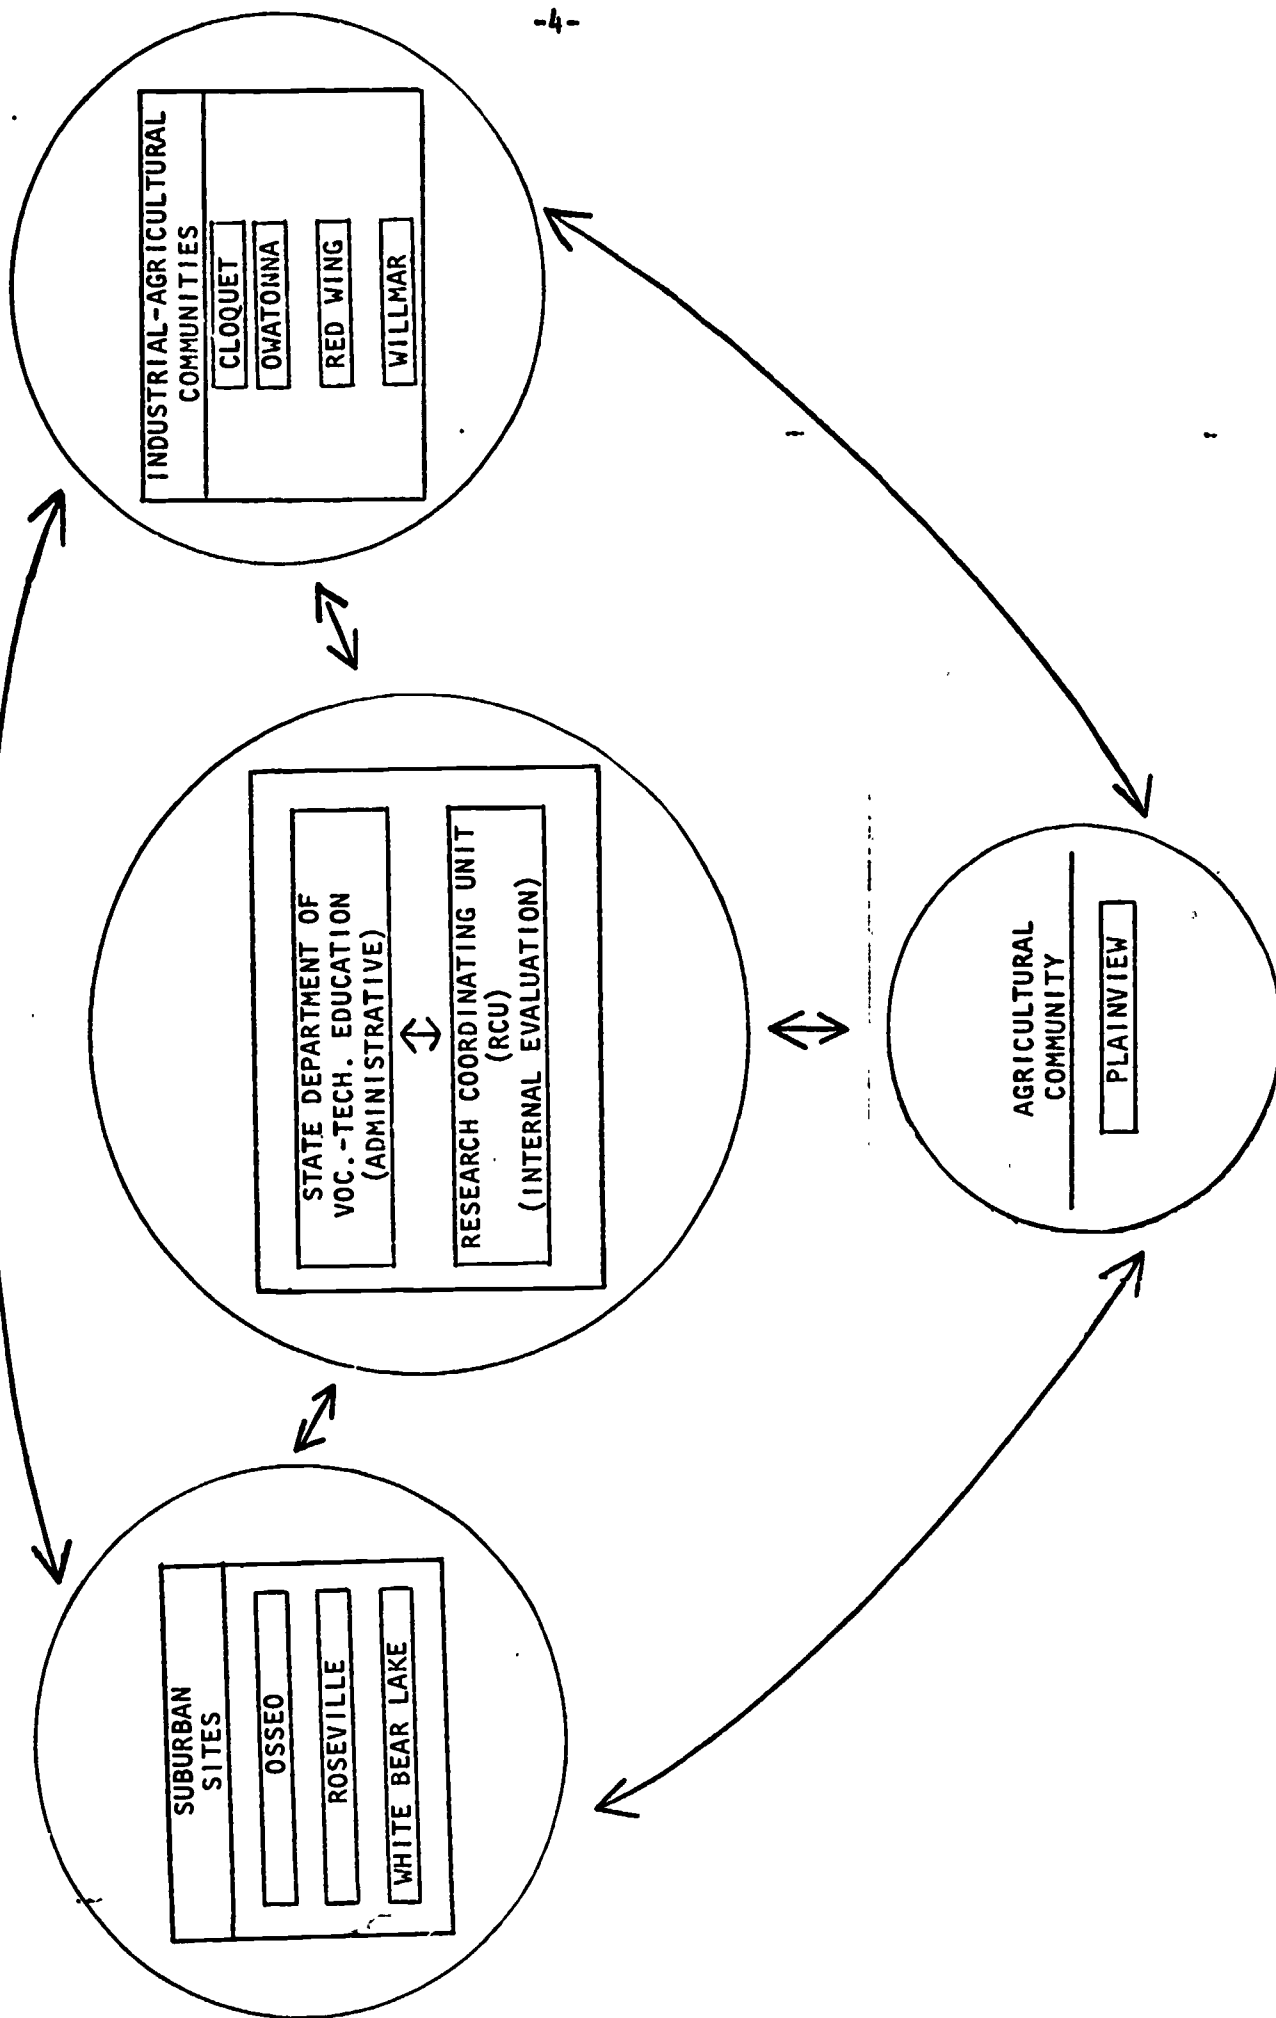 -4-
SUBURBAN
SITES
OSSEO
ROSEVILLE
WHITE BEAR LAKE
STATE DEPARTMENT OF
VOC.-TECH. EDUCATION
(ADMINISTRATIVE)
RESEARCH COORDINATING UNIT
(RCU)
(INTERNAL EVALUATION)
INDUSTRIAL-AGRICULTURAL
COMMUNITIES
CLOQUET
OWATONNA
RED WING
WILLMAR
AGRICULTURAL
COMMUNITY
PLAINVIEW